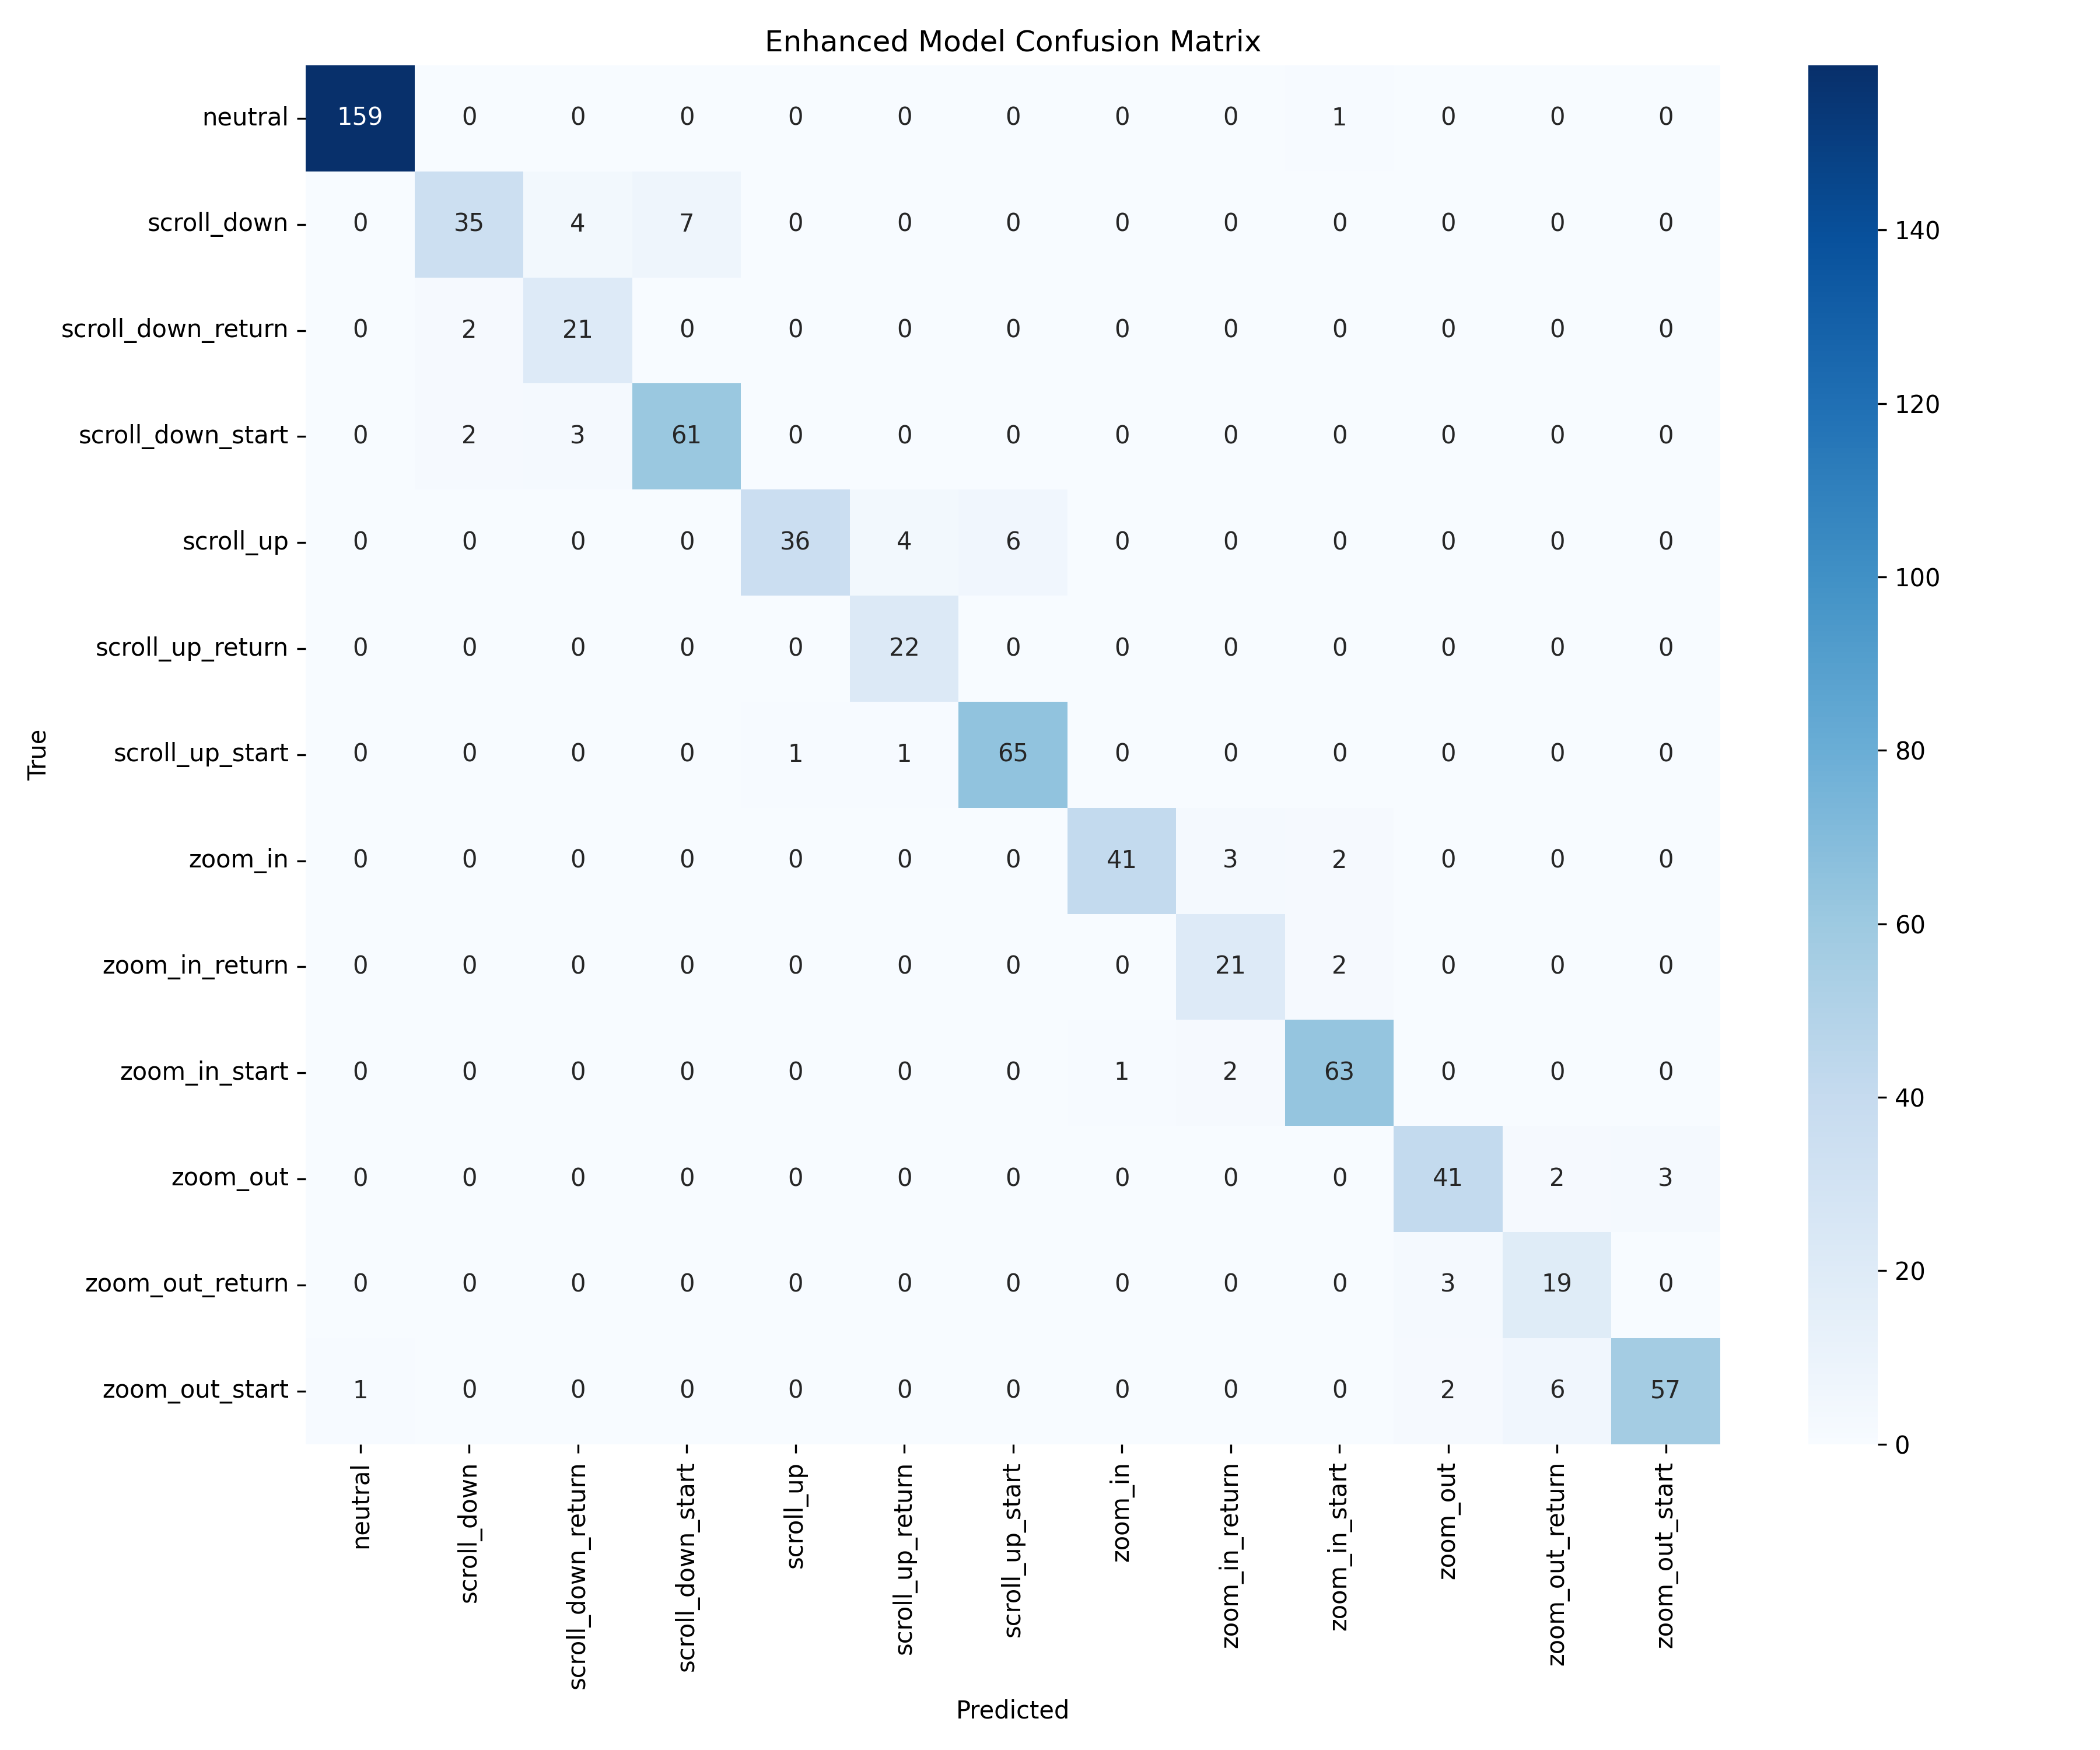 Enhanced Model Confusion Matrix
neutral 159 0 0 0 0 0 0 0 0 1 0 0 0
scroll_down 0 35 4 7 0 0 0 0 0 0 0 0 0
scroll_down_return 0 2 21 0 0 0 0 0 0 0 0 0 0
scroll_down_start 0 2 3 61 0 0 0 0 0 0 0 0 0
scroll_up 0 0 0 0 36 4 6 0 0 0 0 0 0
scroll_up_return 0 0 0 0 0 22 0 0 0 0 0 0 0
scroll_up_start 0 0 0 0 1 1 65 0 0 0 0 0 0
zoom_in 0 0 0 0 0 0 0 41 3 2 0 0 0
zoom_in_return 0 0 0 0 0 0 0 0 21 2 0 0 0
zoom_in_start 0 0 0 0 0 0 0 1 2 63 0 0 0
zoom_out 0 0 0 0 0 0 0 0 0 0 41 2 3
zoom_out_return 0 0 0 0 0 0 0 0 0 0 3 19 0
zoom_out_start 1 0 0 0 0 0 0 0 0 0 2 6 57
True
neutral
scroll_down
scroll_down_return
scroll_down_start
scroll_up
scroll_up_return
scroll_up_start
zoom_in
zoom_in_return
zoom_in_start
zoom_out
zoom_out_return
zoom_out_start
Predicted
140
120
100
80
60
40
20
0